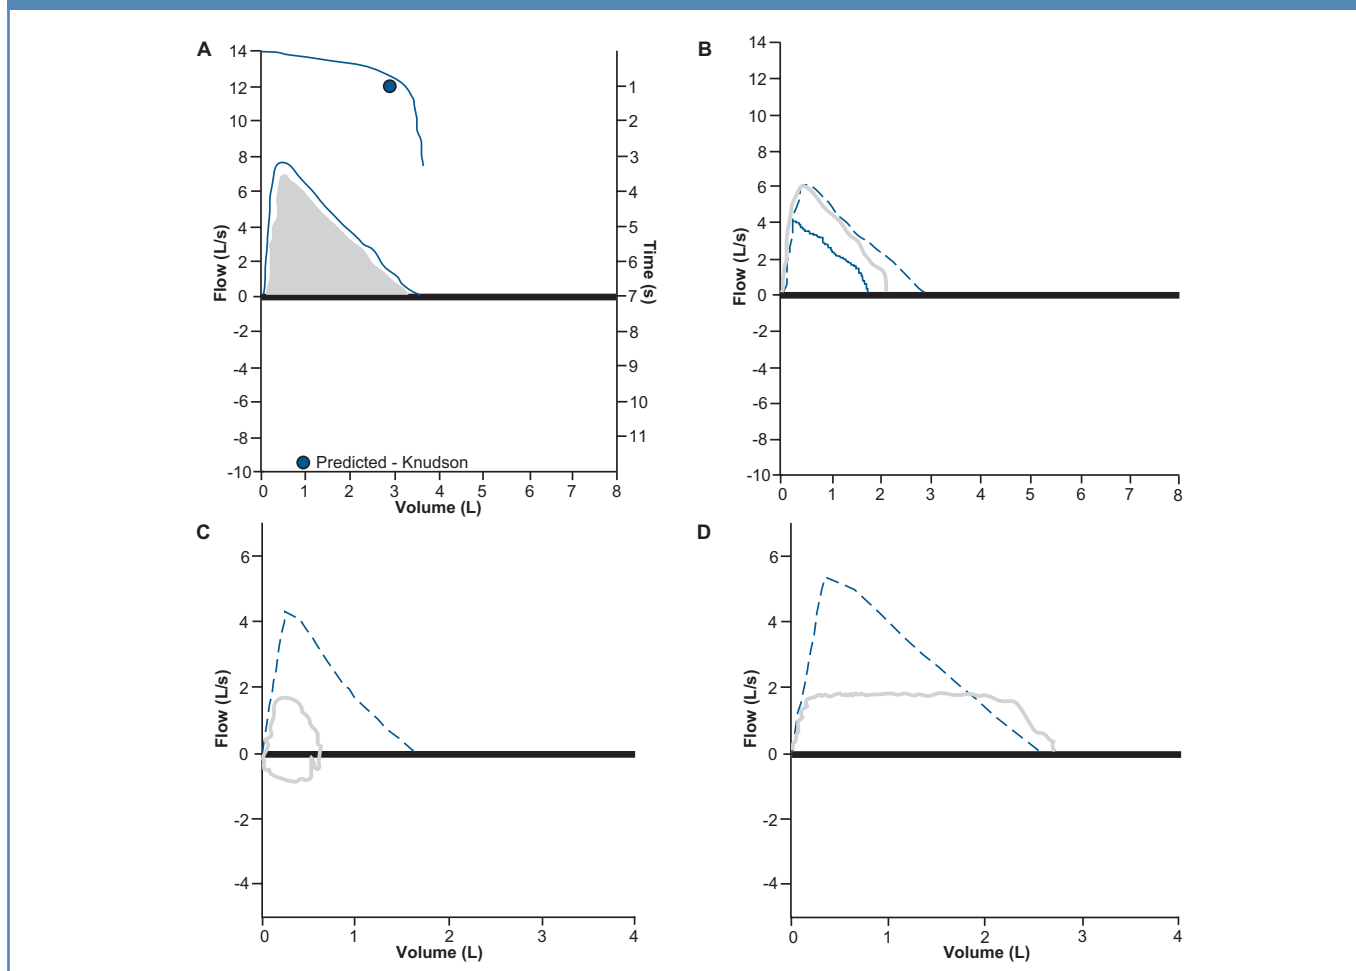 A
14
12
10
8
6
4
2
0
-2
-4
-6
-8
-10
Flow (L/s)
1
2
3
4
5
6
7
8
9
10
11
Time (s)
Predicted - Knudson
0 1 2 3 4 5 6 7 8
Volume (L)
B
14
12
10
8
6
4
2
0
-2
-4
-6
-8
-10
Flow (L/s)
0 1 2 3 4 5 6 7 8
C
6
4
2
0
-2
-4
Flow (L/s)
0 1 2 3 4
Volume (L)
D
6
4
2
0
-2
-4
Flow (L/s)
0 1 2 3 4
Volume (L)